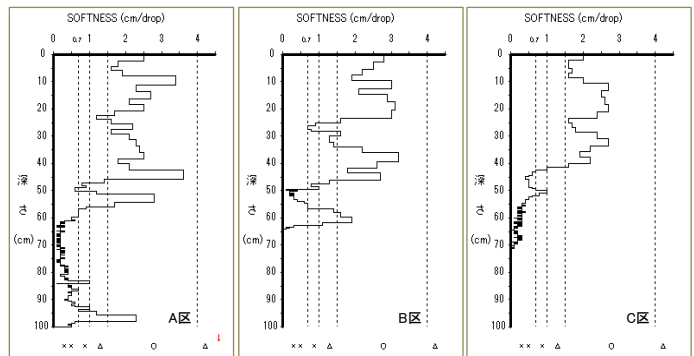 SOFTNESS (cm/drop)
0 0.7 1 2 3 4
0
10
20
30
40
50
60
70
80
90
100
深
さ
(cm)
A区
×× × △ ○ △
SOFTNESS (cm/drop)
0 0.7 1 2 3 4
0
10
20
30
40
50
60
70
80
90
100
深
さ
(cm)
B区
×× × △ ○ △
SOFTNESS (cm/drop)
0 0.7 1 2 3 4
0
10
20
30
40
50
60
70
80
90
100
深
さ
(cm)
C区
×× × △ ○ △